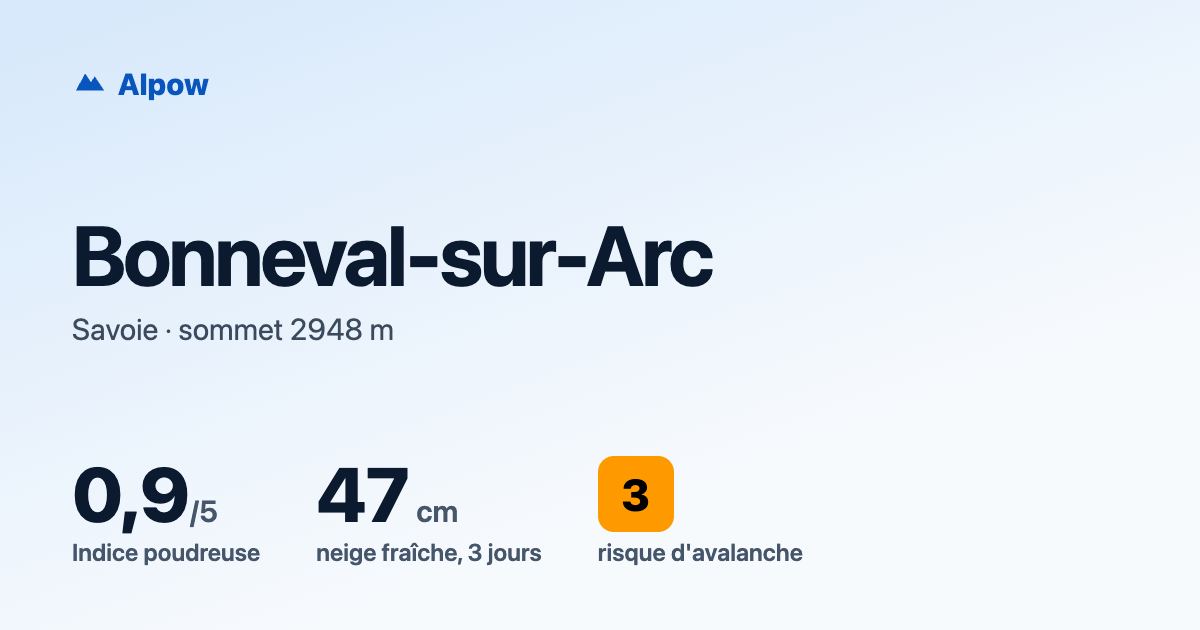 Alpow
Bonneval-sur-Arc
Savoie · sommet 2948 m
0,9/5
Indice poudreuse
47 cm
neige fraîche, 3 jours
3
risque d'avalanche